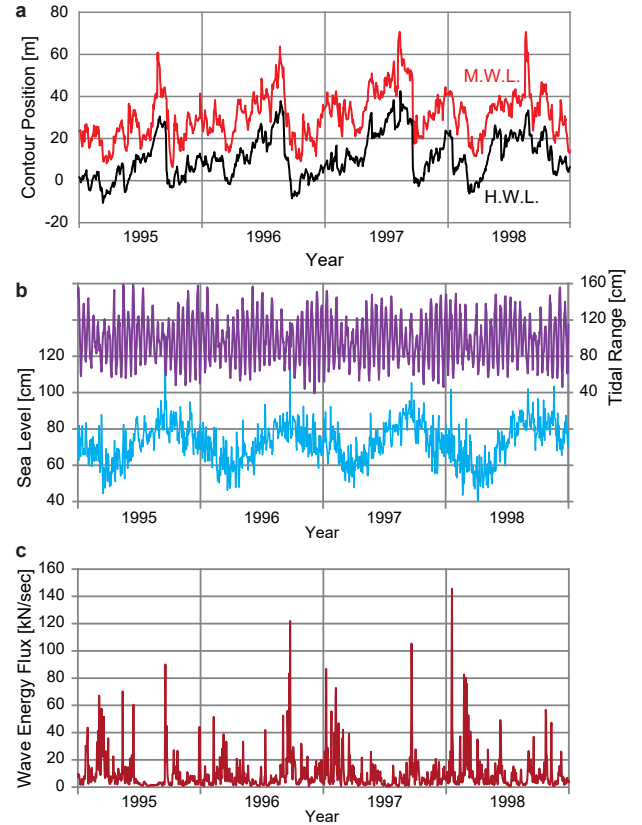 a
80
60
40
20
0
-20
Contour Position [m]
M.W.L.
H.W.L.
1995 1996 1997 1998
Year
b
120
100
80
60
40
Sea Level [cm]
160
120
80
40
Tidal Range [cm]
1995 1996 1997 1998
Year
c
160
140
120
100
80
60
40
20
0
Wave Energy Flux [kN/sec]
1995 1996 1997 1998
Year